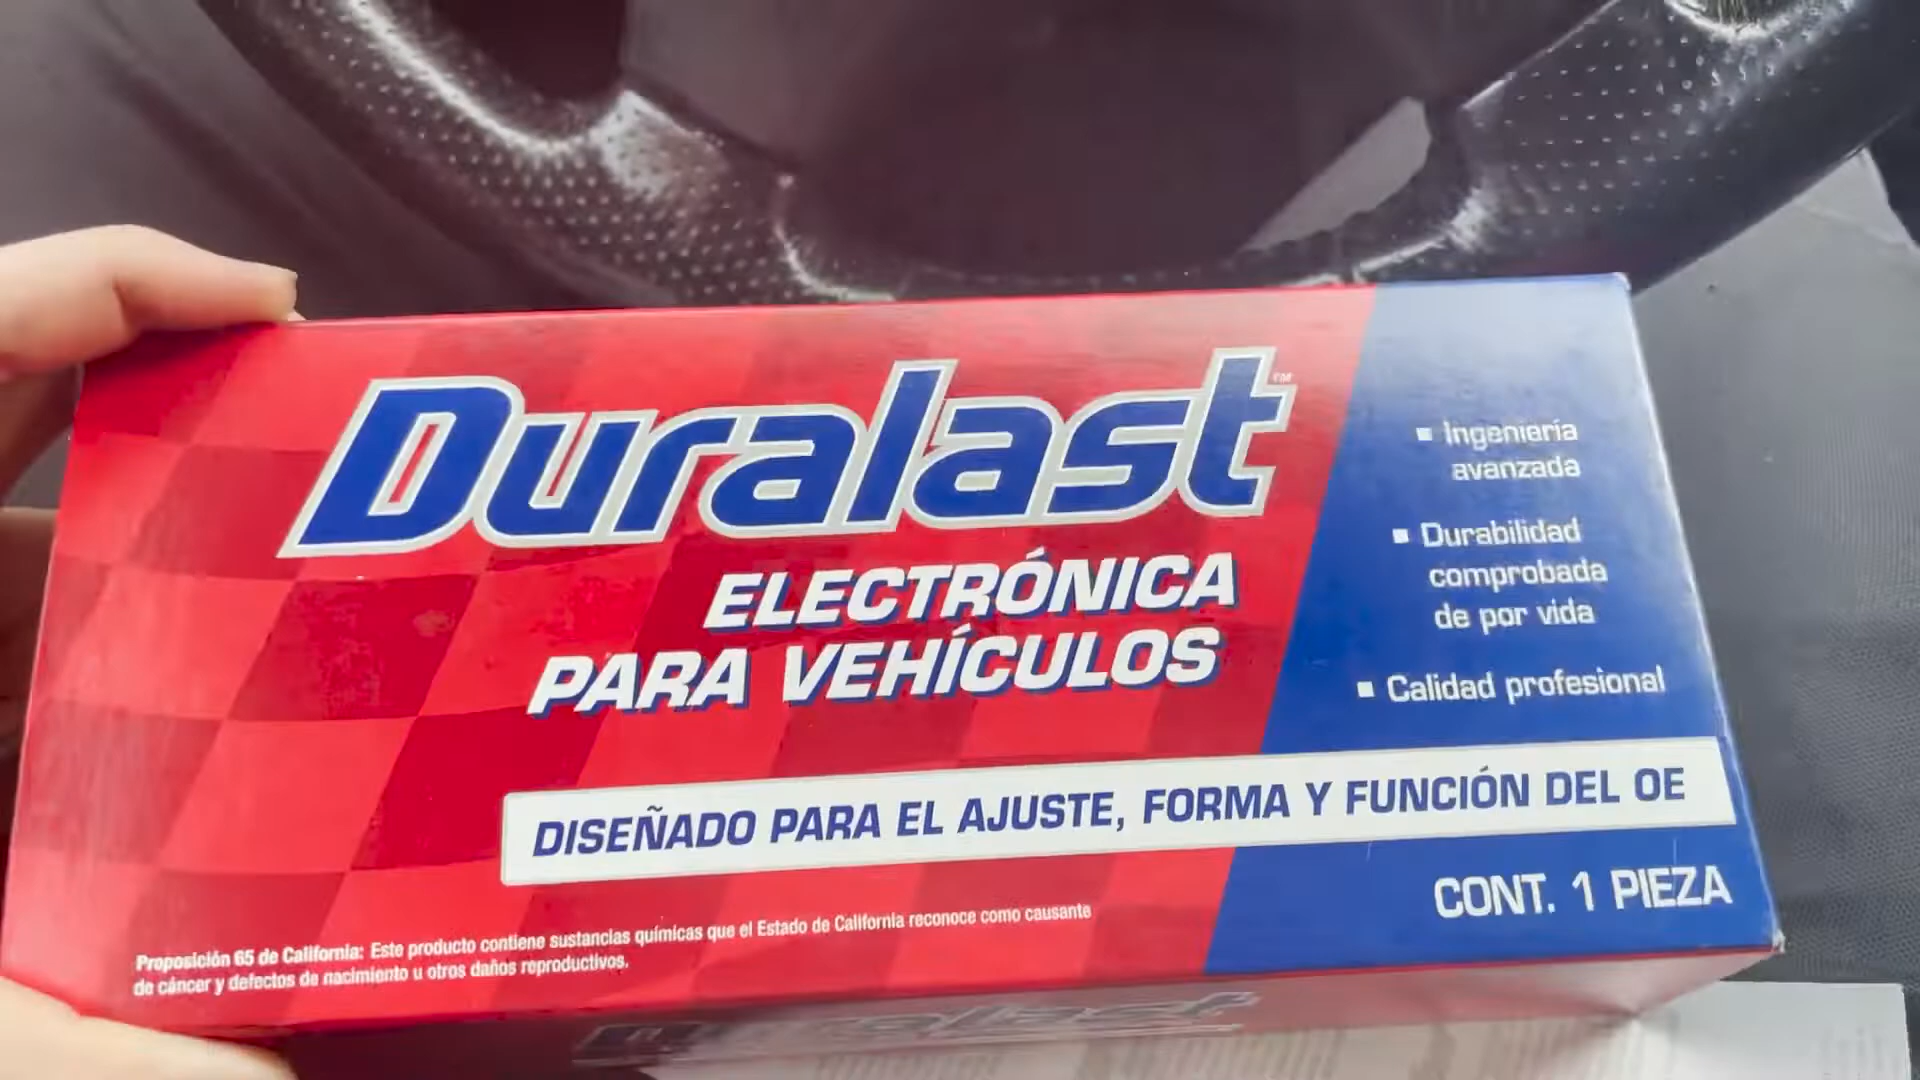 Duralast™
ELECTRÓNICA
PARA VEHÍCULOS
▪ Ingeniería
avanzada
▪ Durabilidad
comprobada
de por vida
▪ Calidad profesional
DISEÑADO PARA EL AJUSTE, FORMA Y FUNCIÓN DEL OE
CONT. 1 PIEZA
Proposición 65 de California: Este producto contiene sustancias químicas que el Estado de California reconoce como causante
de cáncer y defectos de nacimiento u otros daños reproductivos.
Duralast